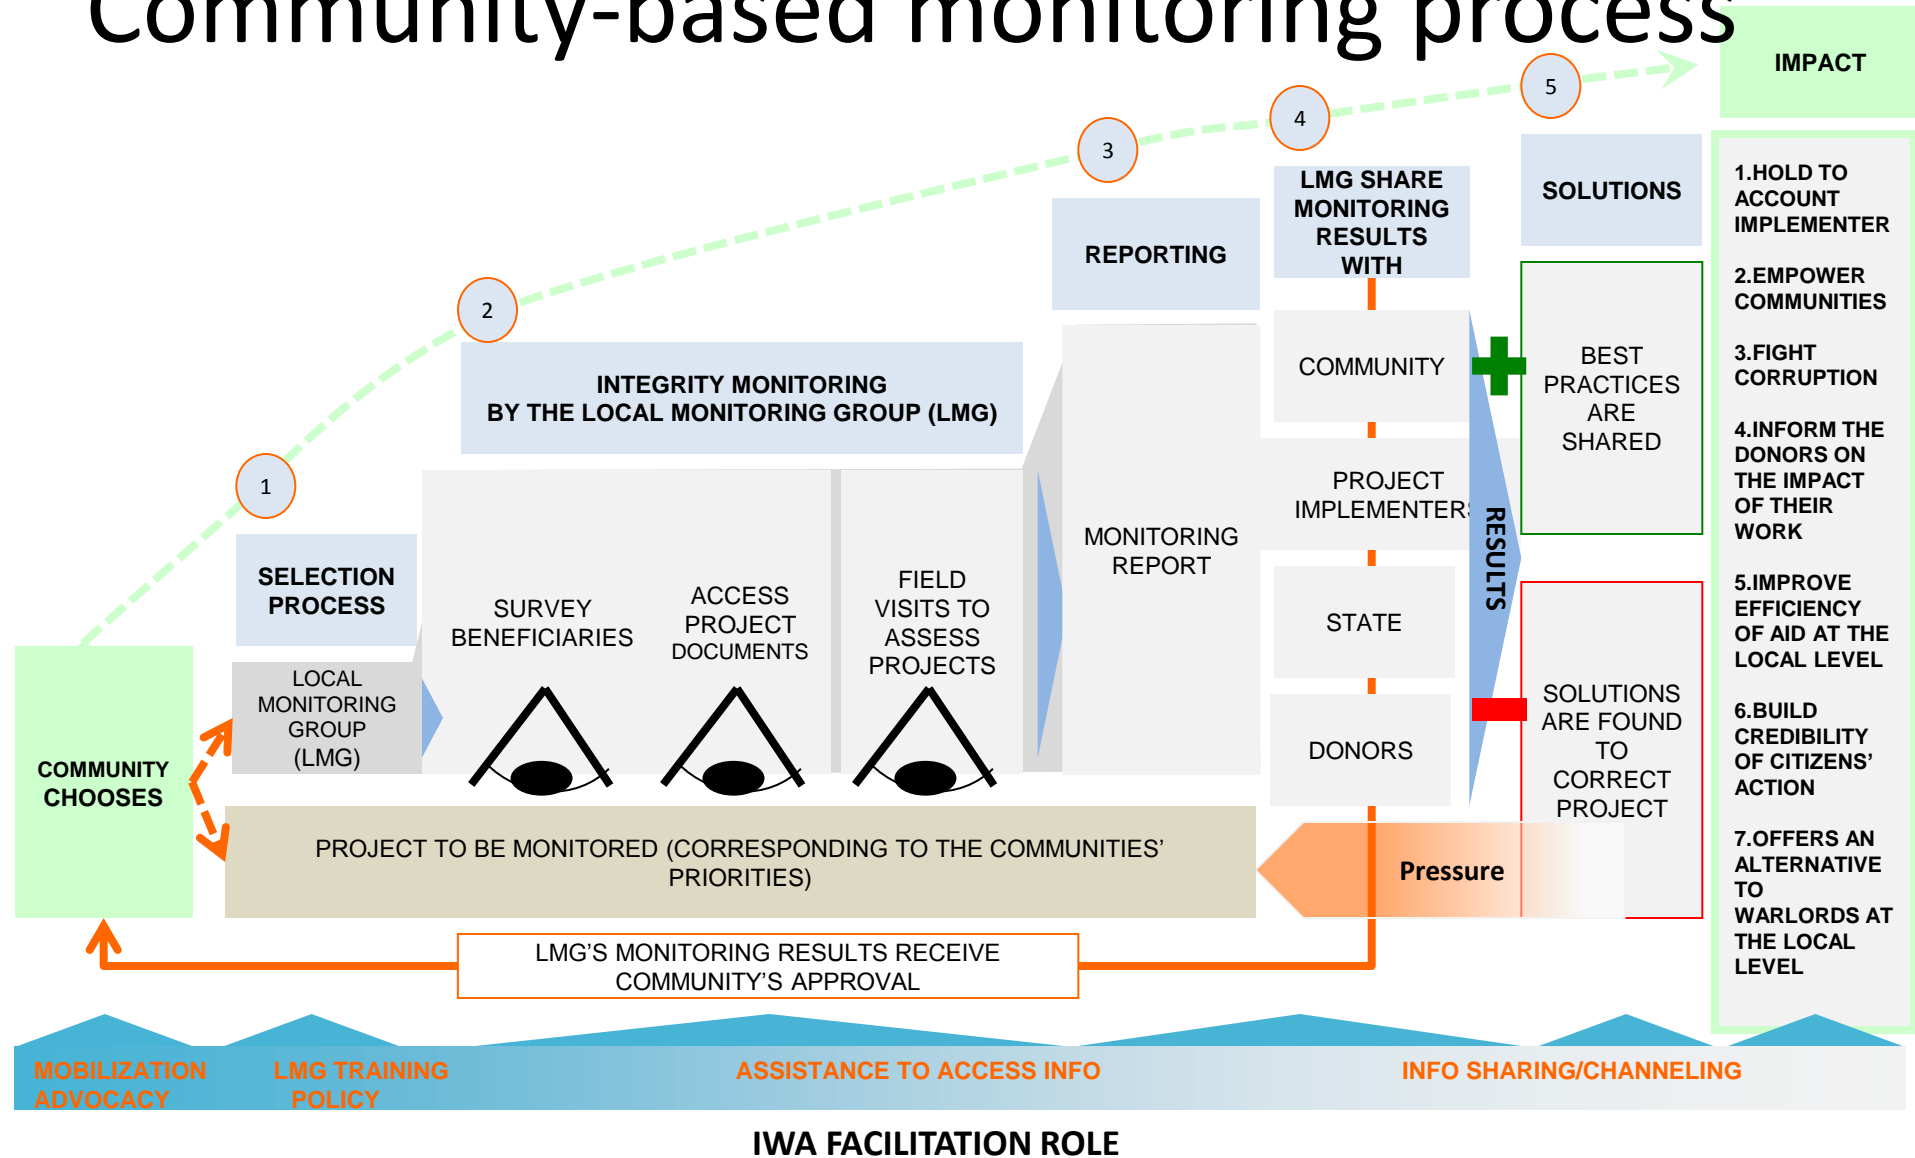 Community-based monitoring process
IMPACT
5
4
3
2
1
LMG SHARE
MONITORING
RESULTS
WITH
SOLUTIONS
REPORTING
INTEGRITY MONITORING
BY THE LOCAL MONITORING GROUP (LMG)
SELECTION
PROCESS
COMMUNITY
CHOOSES
LOCAL
MONITORING
GROUP
(LMG)
SURVEY
BENEFICIARIES
ACCESS
PROJECT
DOCUMENTS
FIELD
VISITS TO
ASSESS
PROJECTS
MONITORING
REPORT
COMMUNITY
PROJECT
IMPLEMENTERS
STATE
DONORS
RESULTS
BEST
PRACTICES
ARE
SHARED
SOLUTIONS
ARE FOUND
TO
CORRECT
PROJECT
1.HOLD TO
ACCOUNT
IMPLEMENTER
2.EMPOWER
COMMUNITIES
3.FIGHT
CORRUPTION
4.INFORM THE
DONORS ON
THE IMPACT
OF THEIR
WORK
5.IMPROVE
EFFICIENCY
OF AID AT THE
LOCAL LEVEL
6.BUILD
CREDIBILITY
OF CITIZENS’
ACTION
7.OFFERS AN
ALTERNATIVE
TO
WARLORDS AT
THE LOCAL
LEVEL
PROJECT TO BE MONITORED (CORRESPONDING TO THE COMMUNITIES’
PRIORITIES)
Pressure
LMG’S MONITORING RESULTS RECEIVE
COMMUNITY’S APPROVAL
MOBILIZATION
ADVOCACY
LMG TRAINING
POLICY
ASSISTANCE TO ACCESS INFO
INFO SHARING/CHANNELING
IWA FACILITATION ROLE